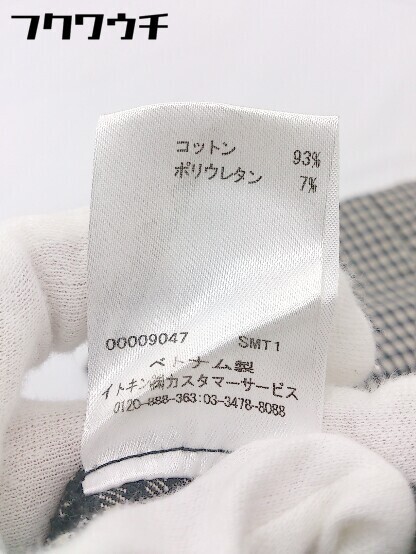 フクワウチ
コットン 93%
ポリウレタン 7%
00009047 SMT1
ベトナム製
イトキン㈱カスタマーサービス
0120-888-363:03-3478-8088